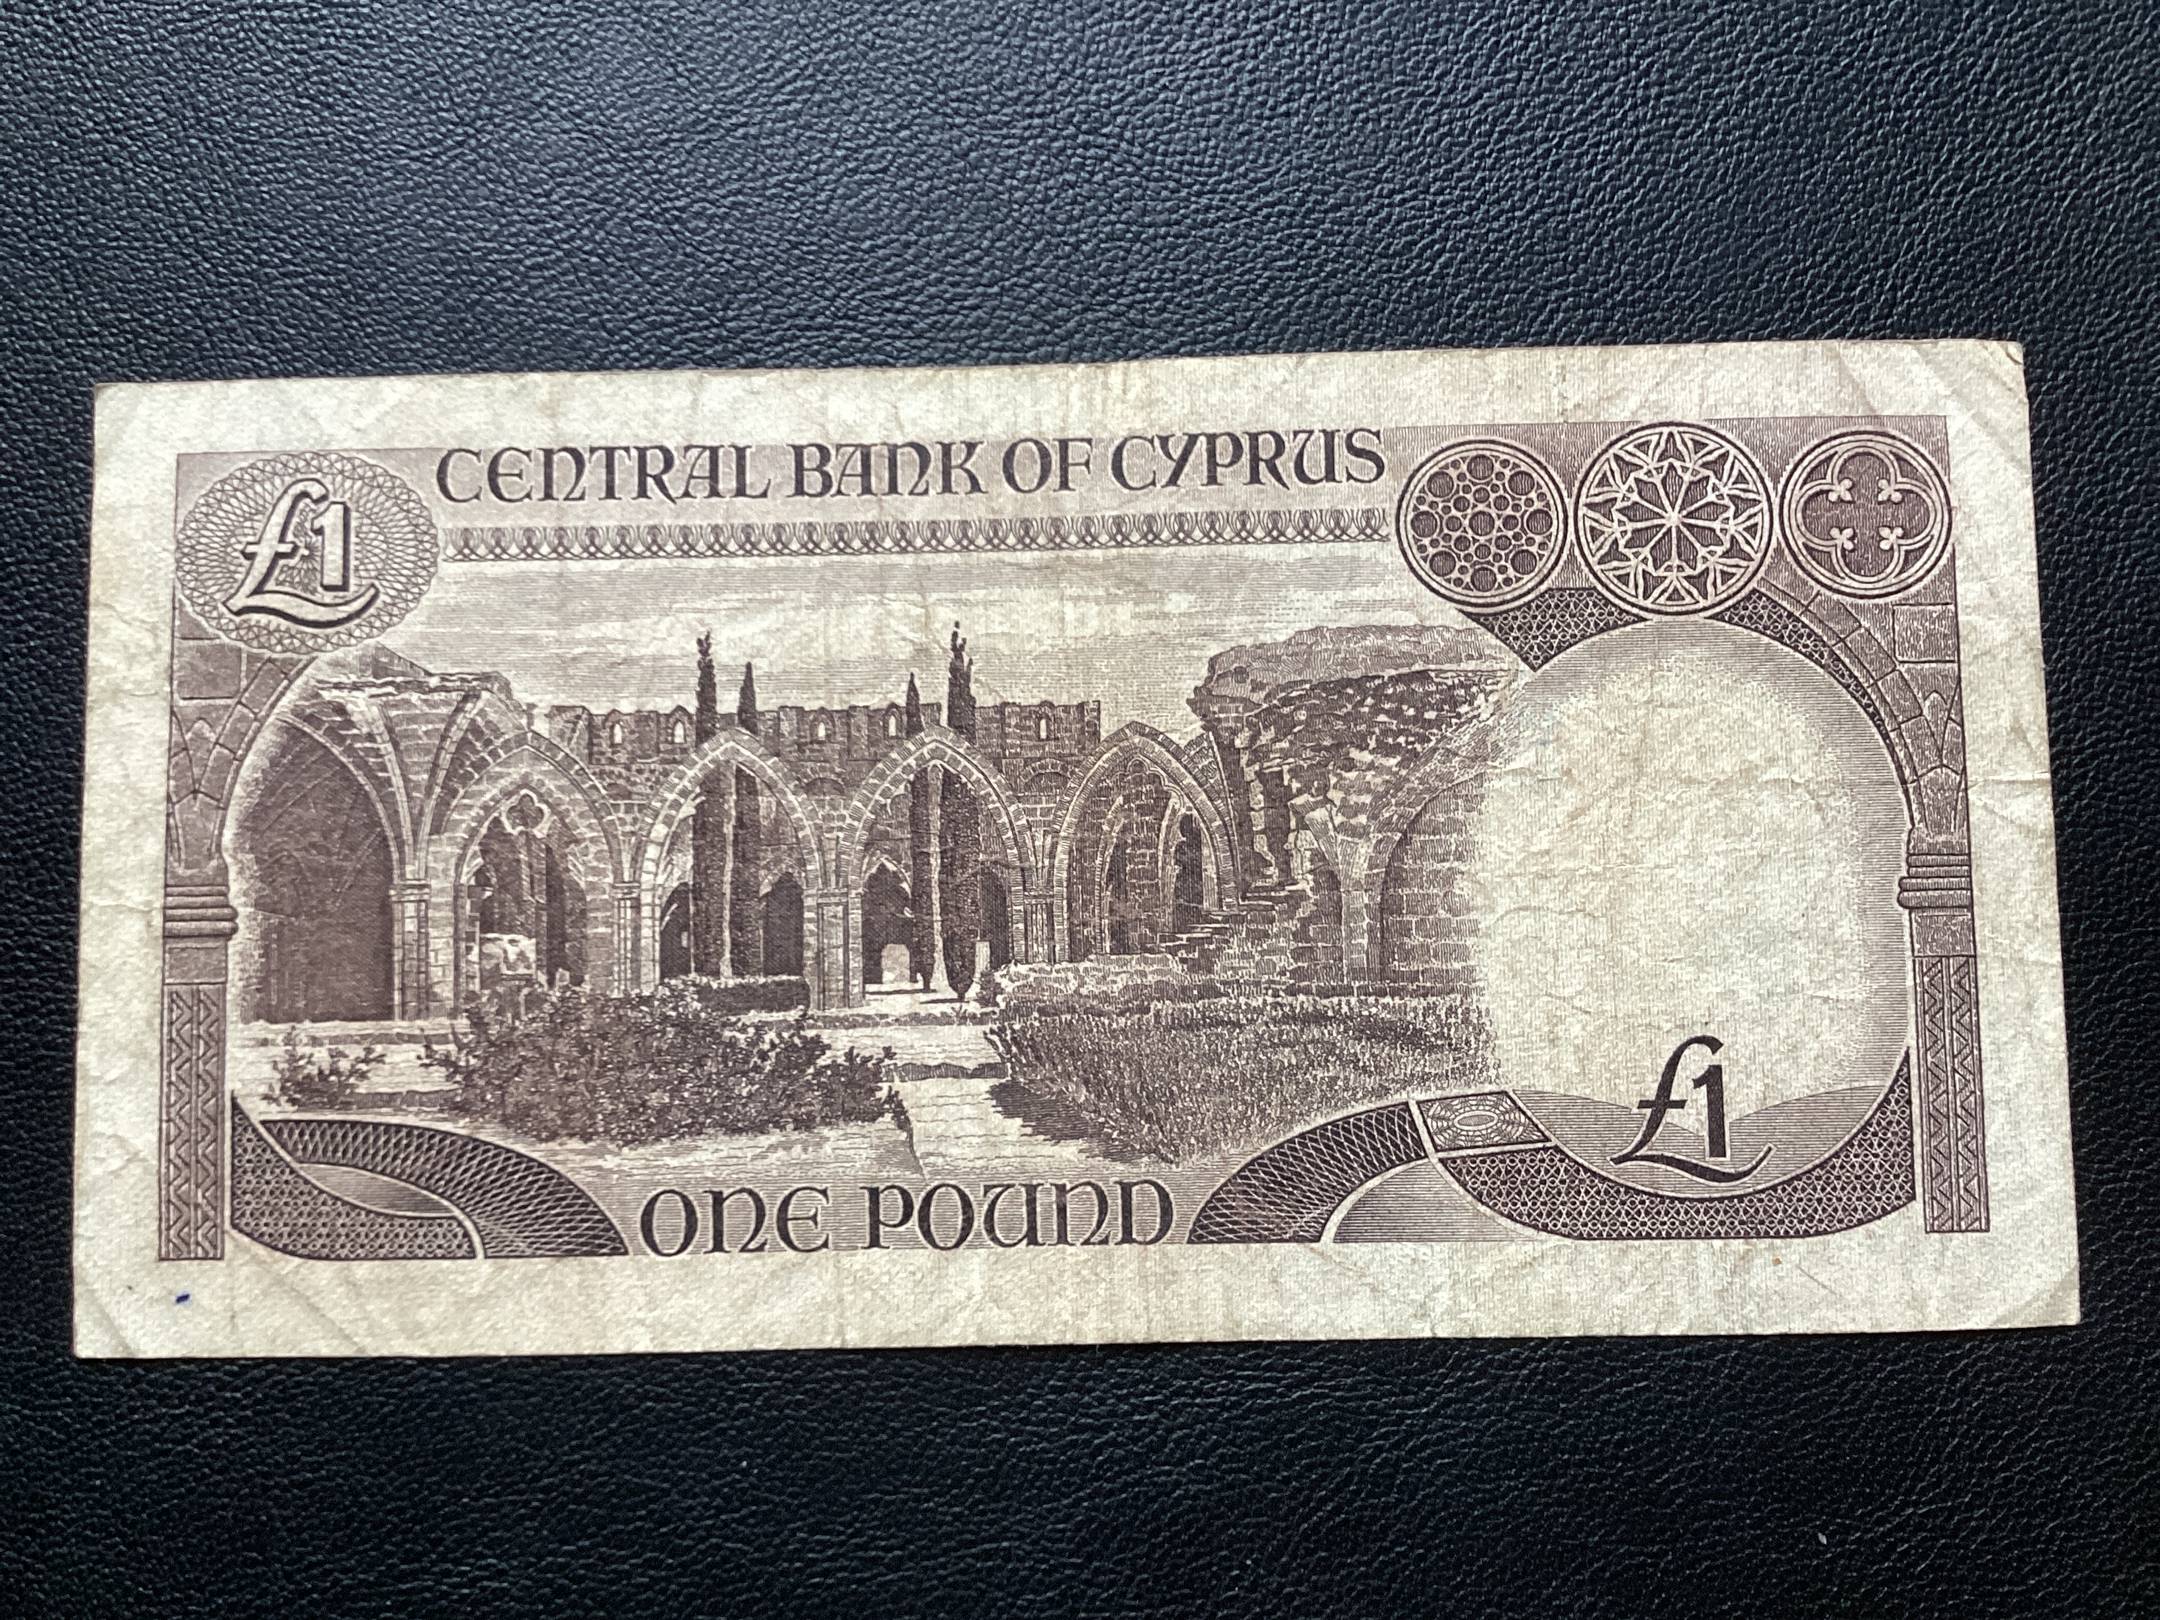 CENTRAL BANK OF CYPRUS
£1
£1
ONE POUND